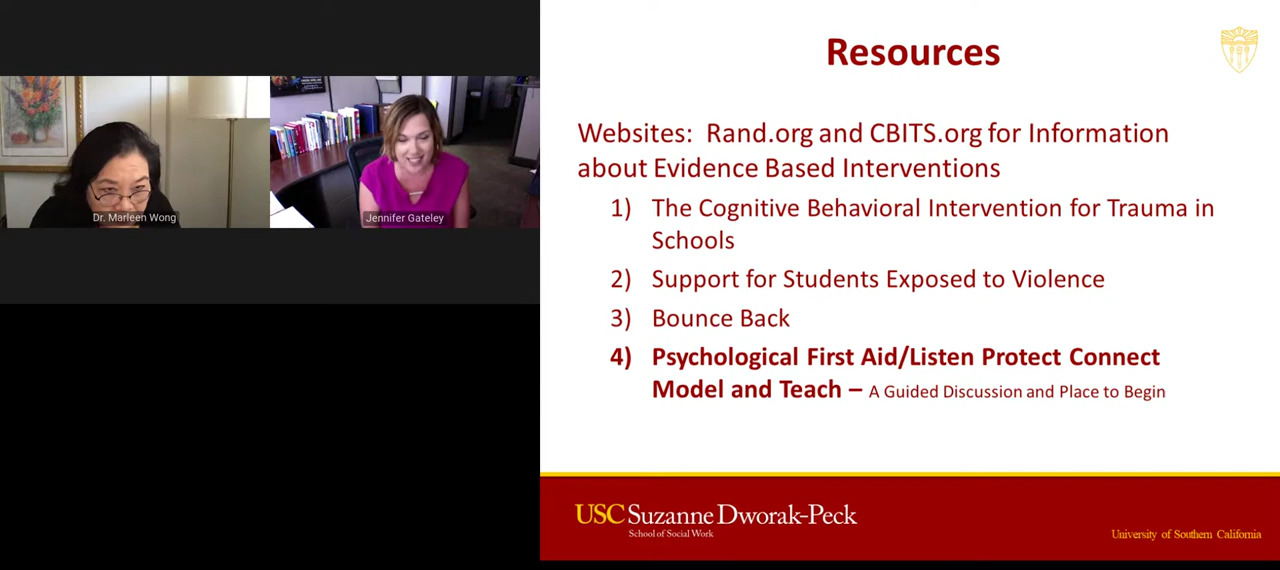 Dr. Marleen Wong
Jennifer Gateley
Resources
Websites:  Rand.org and CBITS.org for Information
about Evidence Based Interventions
1) The Cognitive Behavioral Intervention for Trauma in
Schools
2) Support for Students Exposed to Violence
3) Bounce Back
4) Psychological First Aid/Listen Protect Connect
Model and Teach – A Guided Discussion and Place to Begin
USC Suzanne Dworak-Peck
School of Social Work
University of Southern California